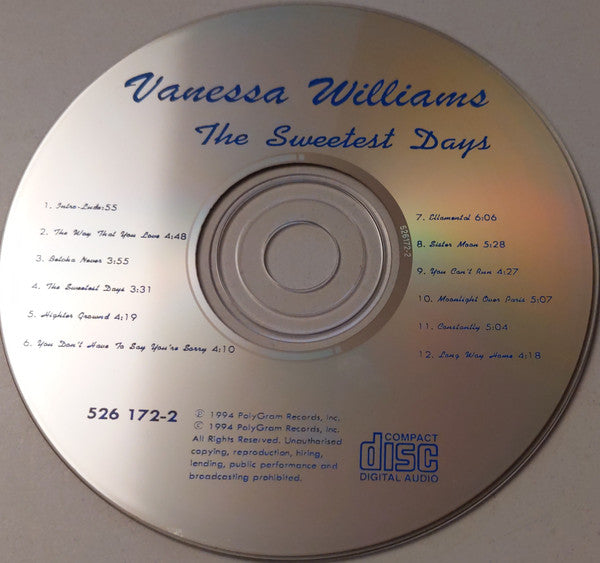 Vanessa Williams
The Sweetest Days
1. Intro-Lude:55
2. The Way That You Love 4:48
3. Betcha Never 3:55
4. The Sweetest Days 3:31
5. Highter Ground 4:19
6. You Don't Have To Say You're Sorry 4:10
7. Ellamental 6:06
8. Sister Moon 5:28
9. You Can't Run 4:27
10. Moonlight Over Paris 5:07
11. Constantly 5:04
12. Long Way Home 4:18
526172-2
526 172-2
℗ 1994 PolyGram Records, Inc.
© 1994 PolyGram Records, Inc.
All Rights Reserved. Unauthorised
copying, reproduction, hiring,
lending, public performance and
broadcasting prohibited.
COMPACT
disc
DIGITAL AUDIO